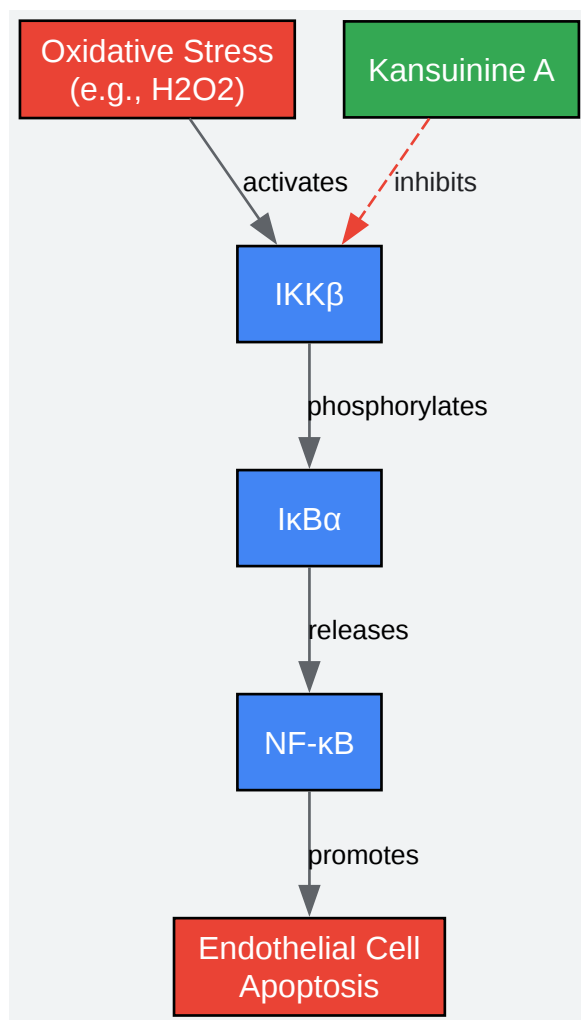 Oxidative Stress
(e.g., H2O2)
Kansuinine A
activates
inhibits
IKKβ
phosphorylates
IκBα
releases
NF-κB
promotes
Endothelial Cell
Apoptosis